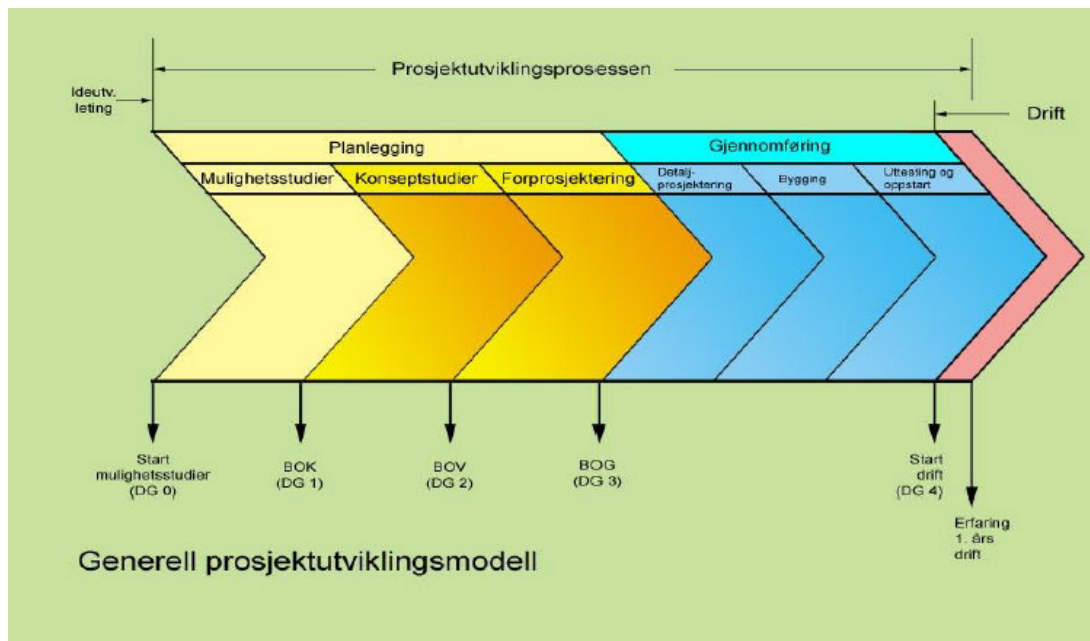 Prosjektutviklingsprosessen
Ideutv.
leting
Drift
Planlegging
Gjennomføring
Mulighetsstudier
Konseptstudier
Forprosjektering
Detalj-
prosjektering
Bygging
Uttesting og
oppstart
Start
mulighetsstudier
(DG 0)
BOK
(DG 1)
BOV
(DG 2)
BOG
(DG 3)
Start
drift
(DG 4)
Erfaring
1. års
drift
Generell prosjektutviklingsmodell